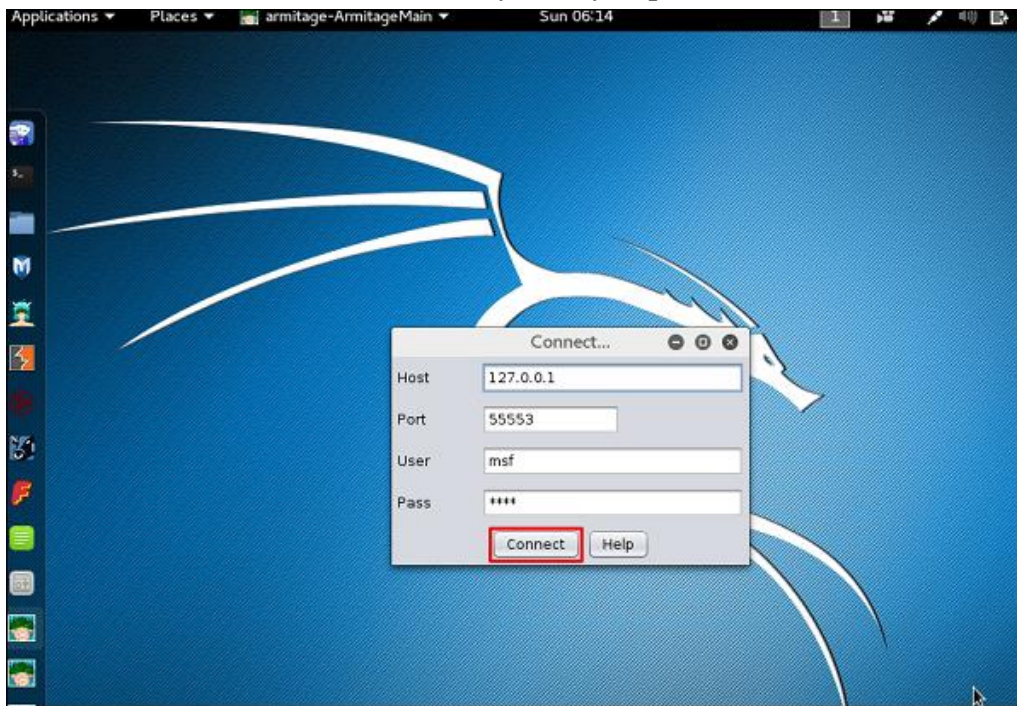 Applications Places armitage-ArmitageMain Sun 06:14 1
Connect...
Host 127.0.0.1
Port 55553
User msf
Pass ****
Connect Help